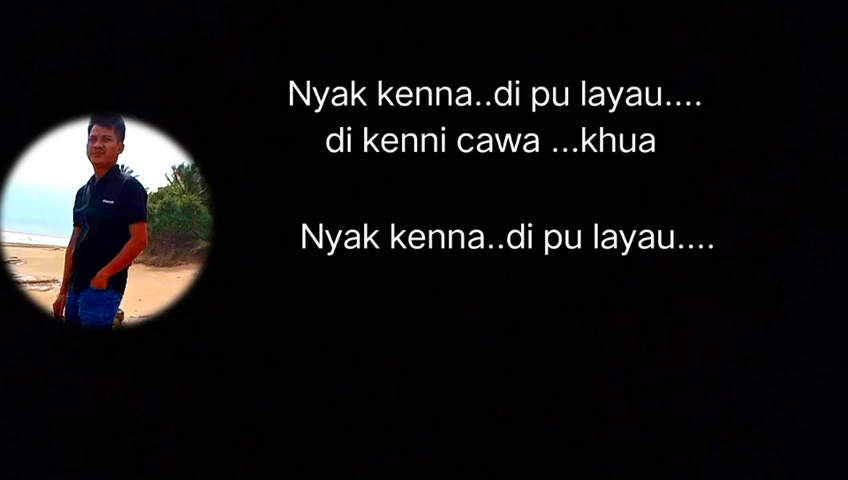 Nyak kenna..di pu layau....
di kenni cawa ...khua
Nyak kenna..di pu layau....